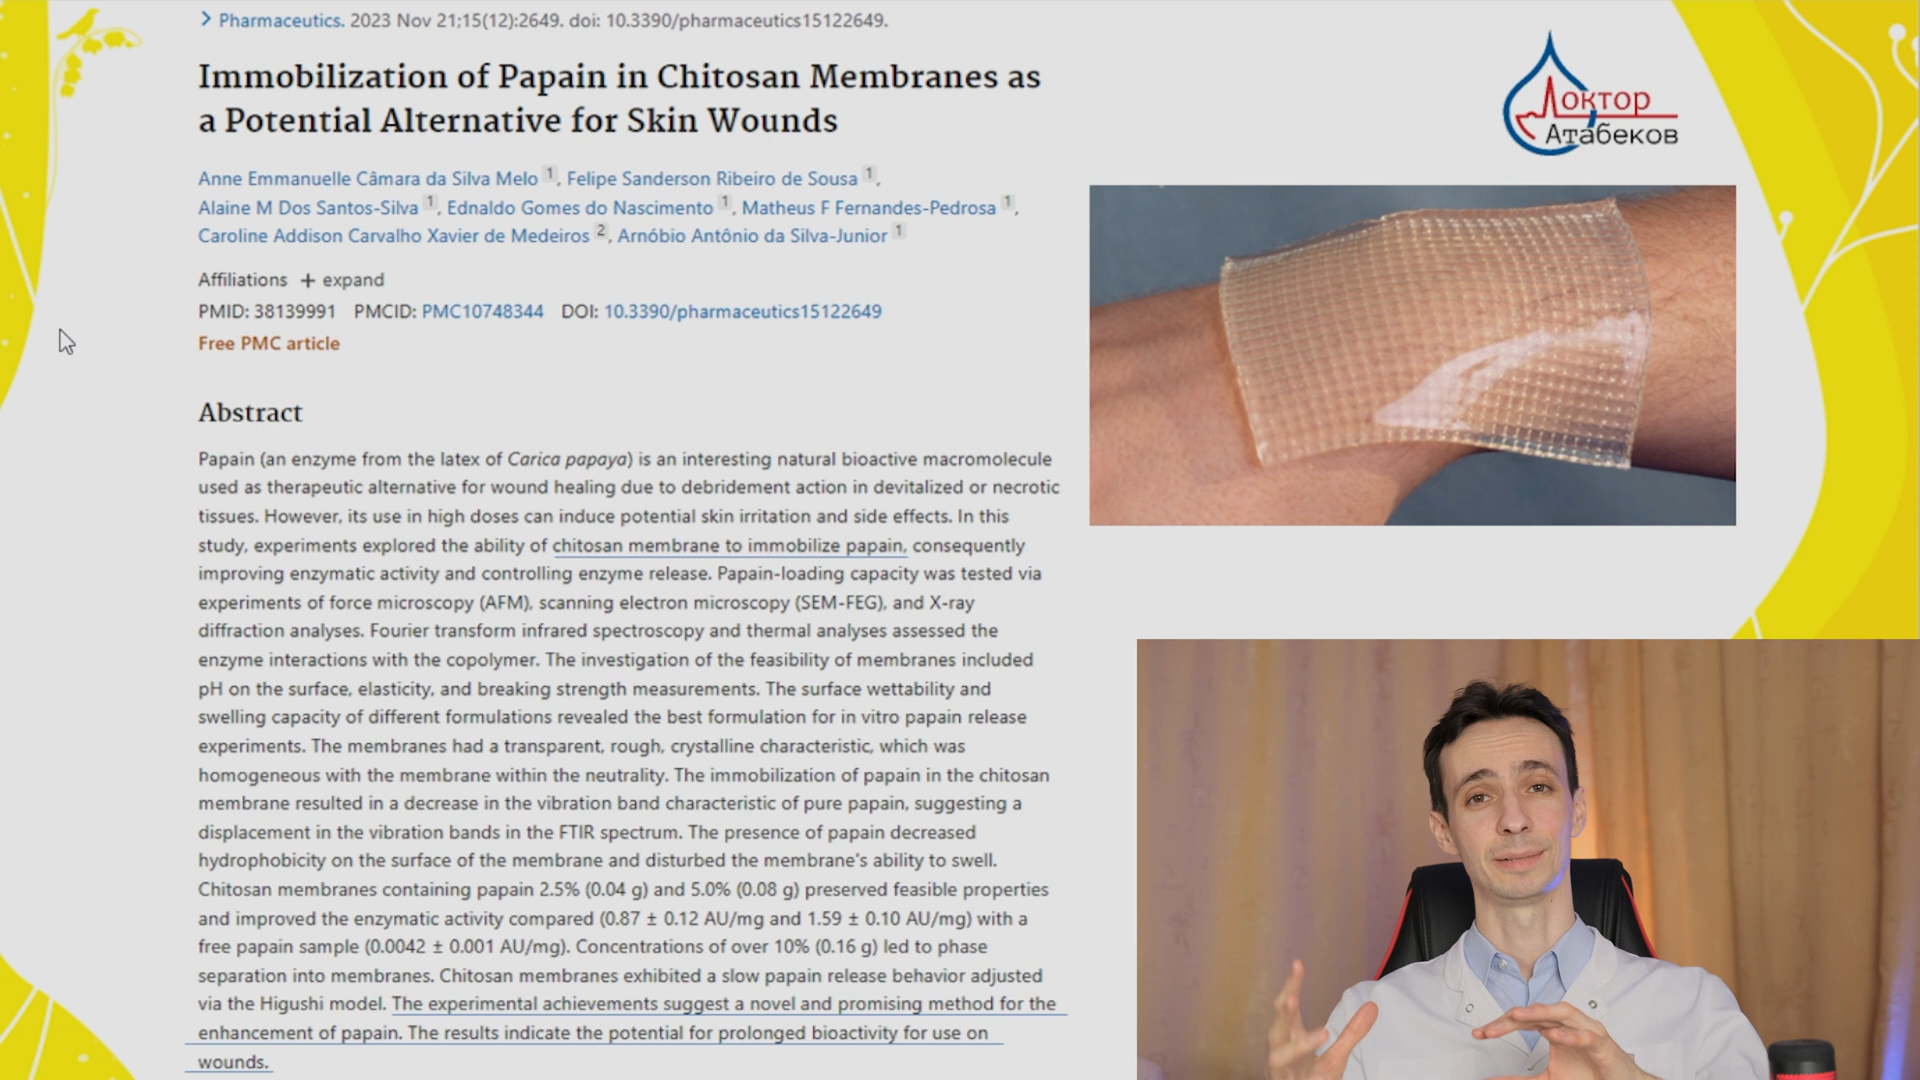 Pharmaceutics. 2023 Nov 21;15(12):2649. doi: 10.3390/pharmaceutics15122649.
Immobilization of Papain in Chitosan Membranes as
a Potential Alternative for Skin Wounds
Anne Emmanuelle Câmara da Silva Melo 1, Felipe Sanderson Ribeiro de Sousa 1,
Alaine M Dos Santos-Silva 1, Ednaldo Gomes do Nascimento 1, Matheus F Fernandes-Pedrosa 1,
Caroline Addison Carvalho Xavier de Medeiros 2, Arnóbio Antônio da Silva-Junior 1
Affiliations + expand
PMID: 38139991 PMCID: PMC10748344 DOI: 10.3390/pharmaceutics15122649
Free PMC article
Abstract
Papain (an enzyme from the latex of Carica papaya) is an interesting natural bioactive macromolecule
used as therapeutic alternative for wound healing due to debridement action in devitalized or necrotic
tissues. However, its use in high doses can induce potential skin irritation and side effects. In this
study, experiments explored the ability of chitosan membrane to immobilize papain, consequently
improving enzymatic activity and controlling enzyme release. Papain-loading capacity was tested via
experiments of force microscopy (AFM), scanning electron microscopy (SEM-FEG), and X-ray
diffraction analyses. Fourier transform infrared spectroscopy and thermal analyses assessed the
enzyme interactions with the copolymer. The investigation of the feasibility of membranes included
pH on the surface, elasticity, and breaking strength measurements. The surface wettability and
swelling capacity of different formulations revealed the best formulation for in vitro papain release
experiments. The membranes had a transparent, rough, crystalline characteristic, which was
homogeneous with the membrane within the neutrality. The immobilization of papain in the chitosan
membrane resulted in a decrease in the vibration band characteristic of pure papain, suggesting a
displacement in the vibration bands in the FTIR spectrum. The presence of papain decreased
hydrophobicity on the surface of the membrane and disturbed the membrane's ability to swell.
Chitosan membranes containing papain 2.5% (0.04 g) and 5.0% (0.08 g) preserved feasible properties
and improved the enzymatic activity compared (0.87 ± 0.12 AU/mg and 1.59 ± 0.10 AU/mg) with a
free papain sample (0.0042 ± 0.001 AU/mg). Concentrations of over 10% (0.16 g) led to phase
separation into membranes. Chitosan membranes exhibited a slow papain release behavior adjusted
via the Higushi model. The experimental achievements suggest a novel and promising method for the
enhancement of papain. The results indicate the potential for prolonged bioactivity for use on
wounds.
Доктор
Атабеков